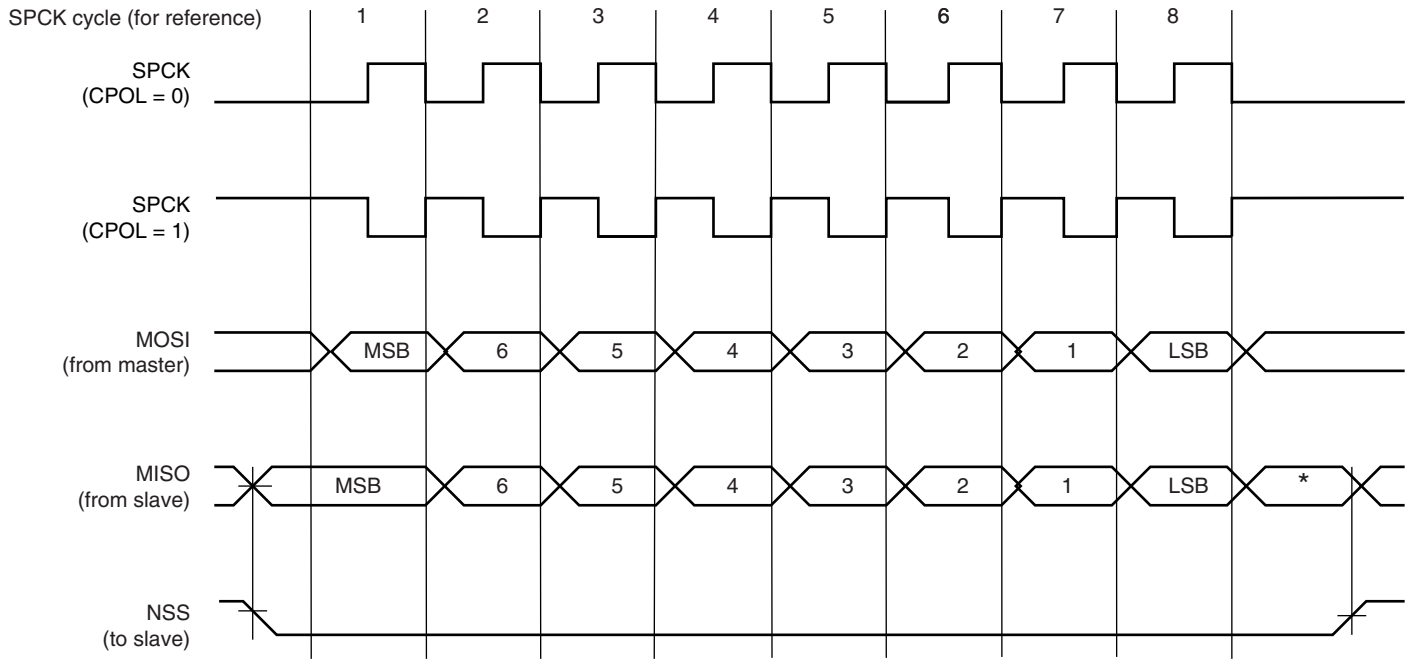 SPCK cycle (for reference) 1 2 3 4 5 6 7 8
SPCK
(CPOL = 0)
SPCK
(CPOL = 1)
MOSI
(from master)
MSB 6 5 4 3 2 1 LSB
MISO
(from slave)
MSB 6 5 4 3 2 1 LSB *
NSS
(to slave)